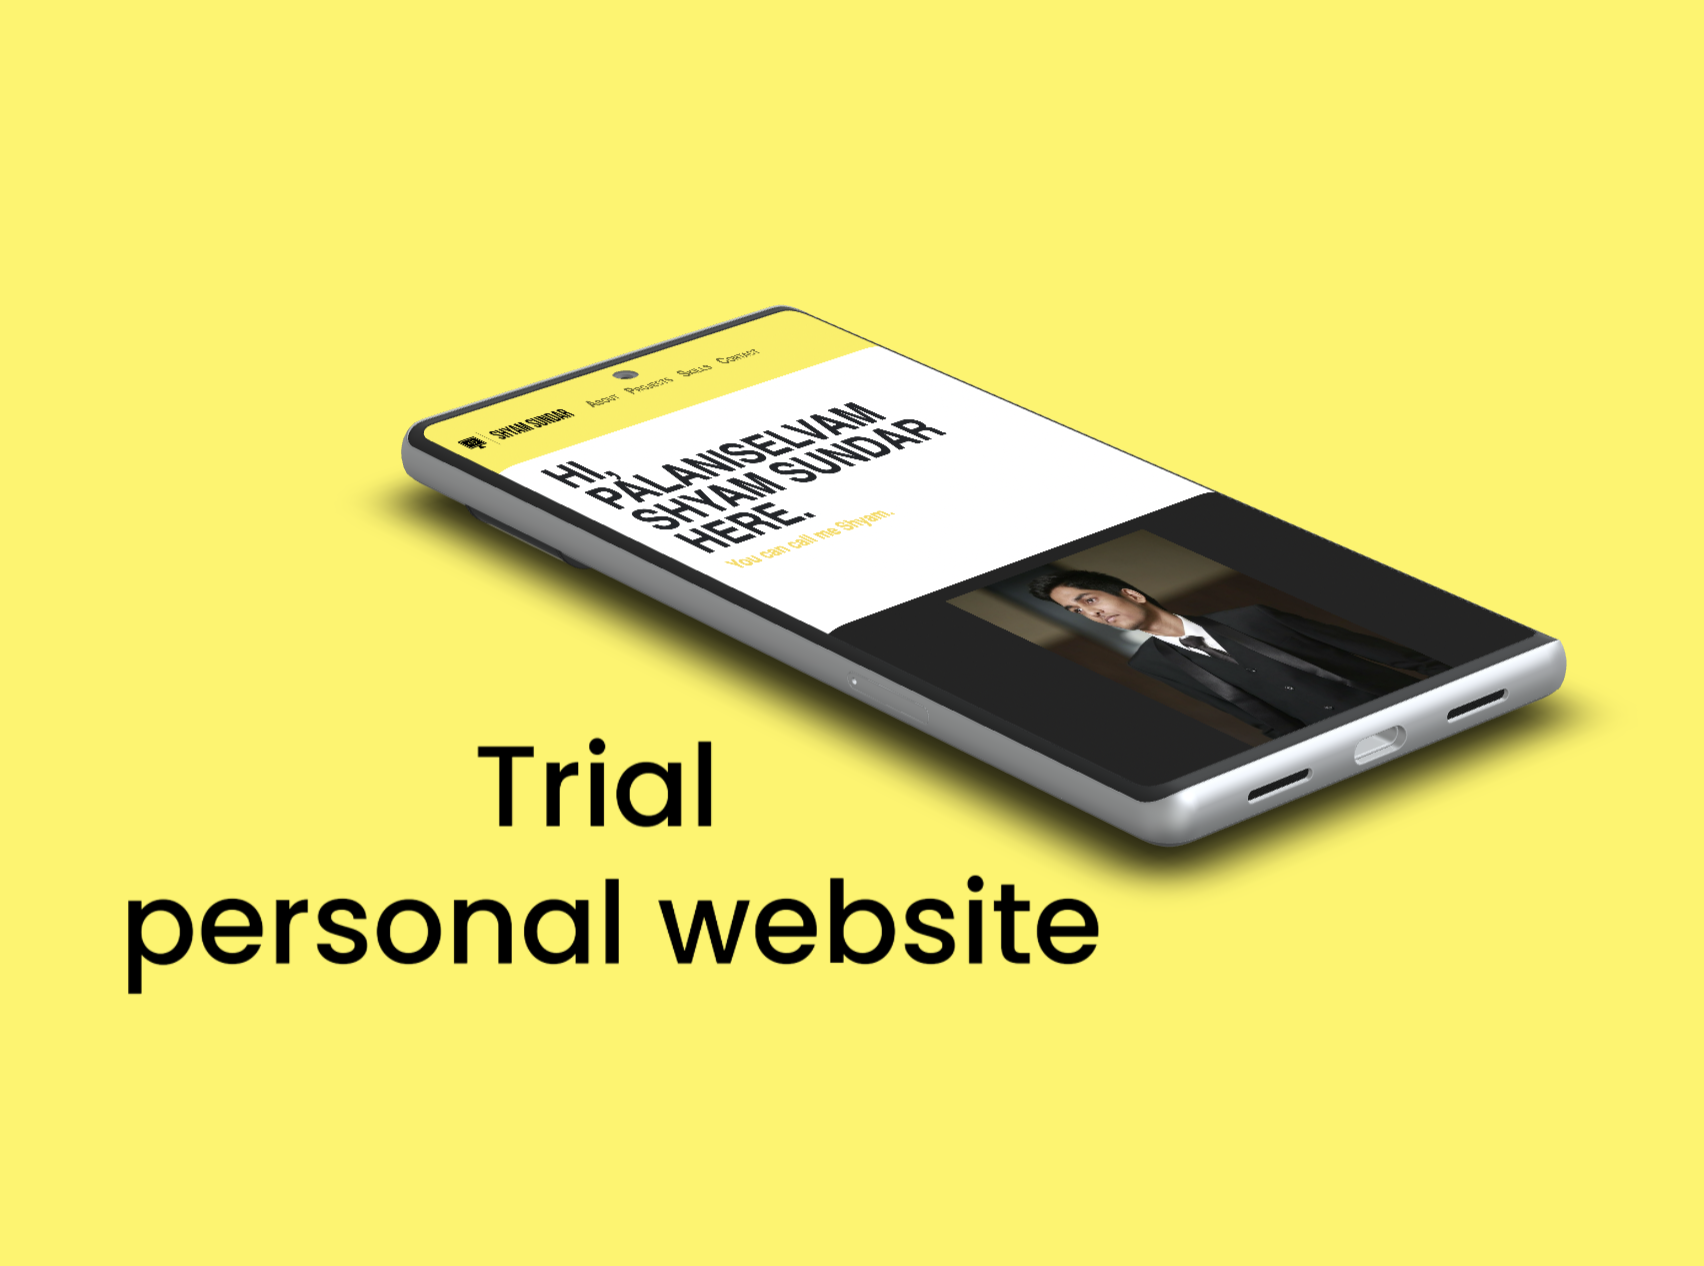 SHYAM SUNDAR About Projects Skills Contact
HI,
PALANISELVAM
SHYAM SUNDAR
HERE.
You can call me Shyam.
Trial
personal website